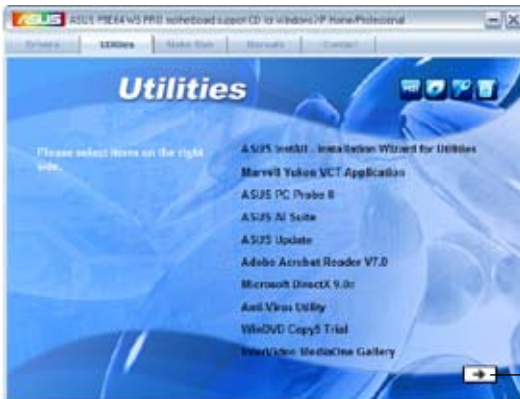 ASUS P5E64 WS PRO motherboard support CD for Windows XP Home/Professional
Drivers Utilities Make Disk Manuals Contact
Utilities
Please select items on the right side.
ASUS InstAll - Installation Wizard for Utilities
Marvell Yukon VCT Application
ASUS PC Probe II
ASUS AI Suite
ASUS Update
Adobe Acrobat Reader V7.0
Microsoft DirectX 9.0c
Anti-Virus Utility
WinDVD Copy5 Trial
InterVideo MediaOne Gallery